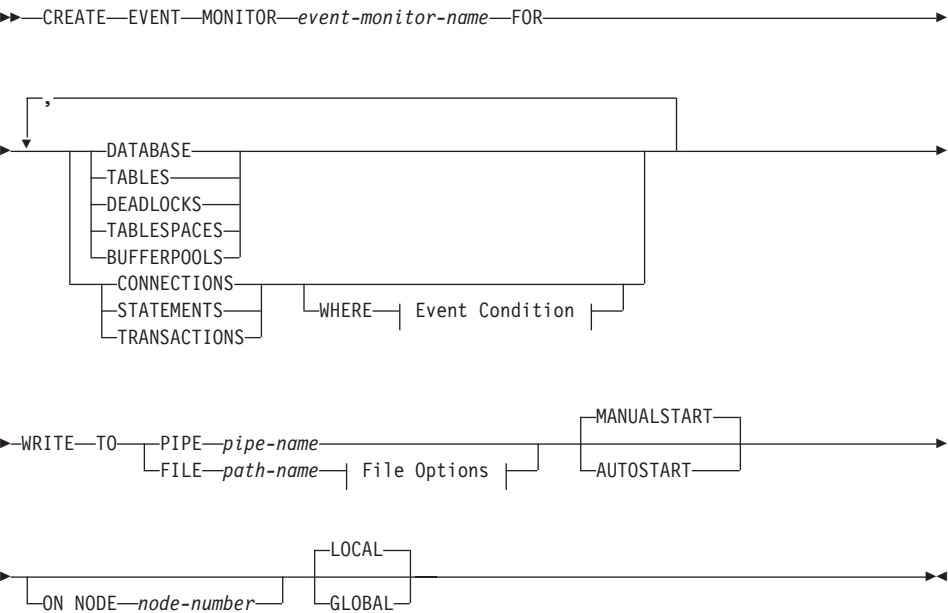 CREATE EVENT MONITOR event-monitor-name FOR
,
DATABASE
TABLES
DEADLOCKS
TABLESPACES
BUFFERPOOLS
CONNECTIONS
STATEMENTS
TRANSACTIONS
WHERE Event Condition
MANUALSTART
WRITE TO PIPE pipe-name
FILE path-name File Options
AUTOSTART
LOCAL
ON NODE node-number
GLOBAL